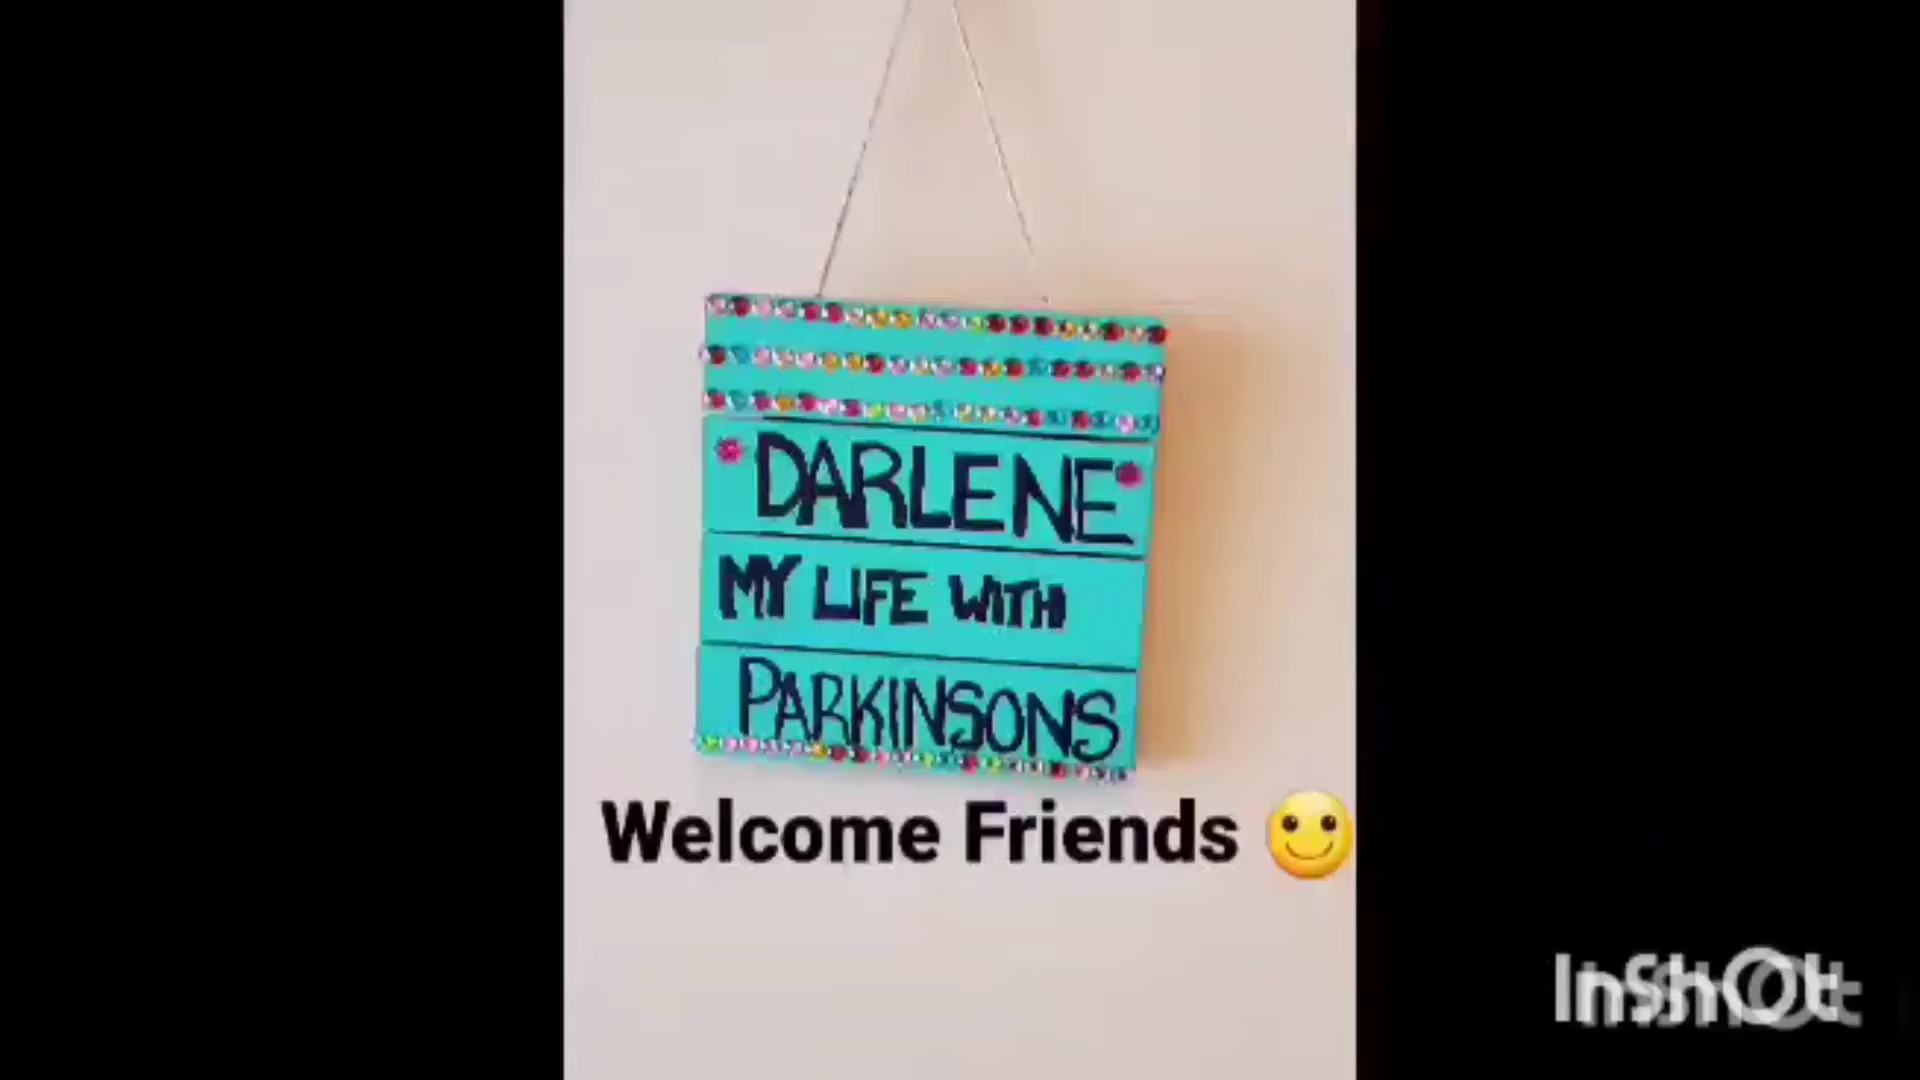 DARLENE
MY LIFE WITH
PARKINSONS
Welcome Friends 🙂
InShOt